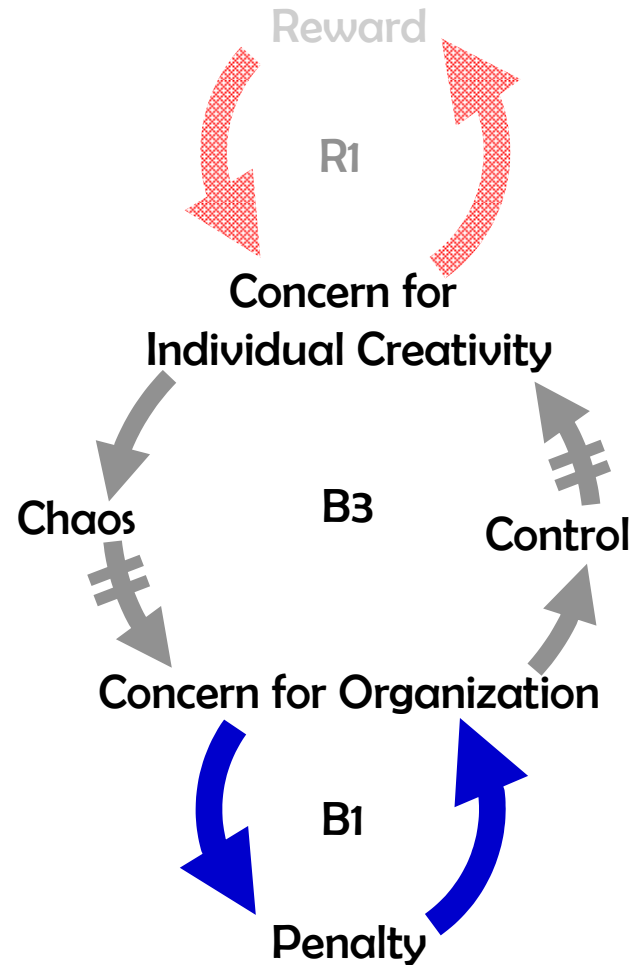 Reward
R1
Concern for
Individual Creativity
Chaos
B3
Control
Concern for Organization
B1
Penalty